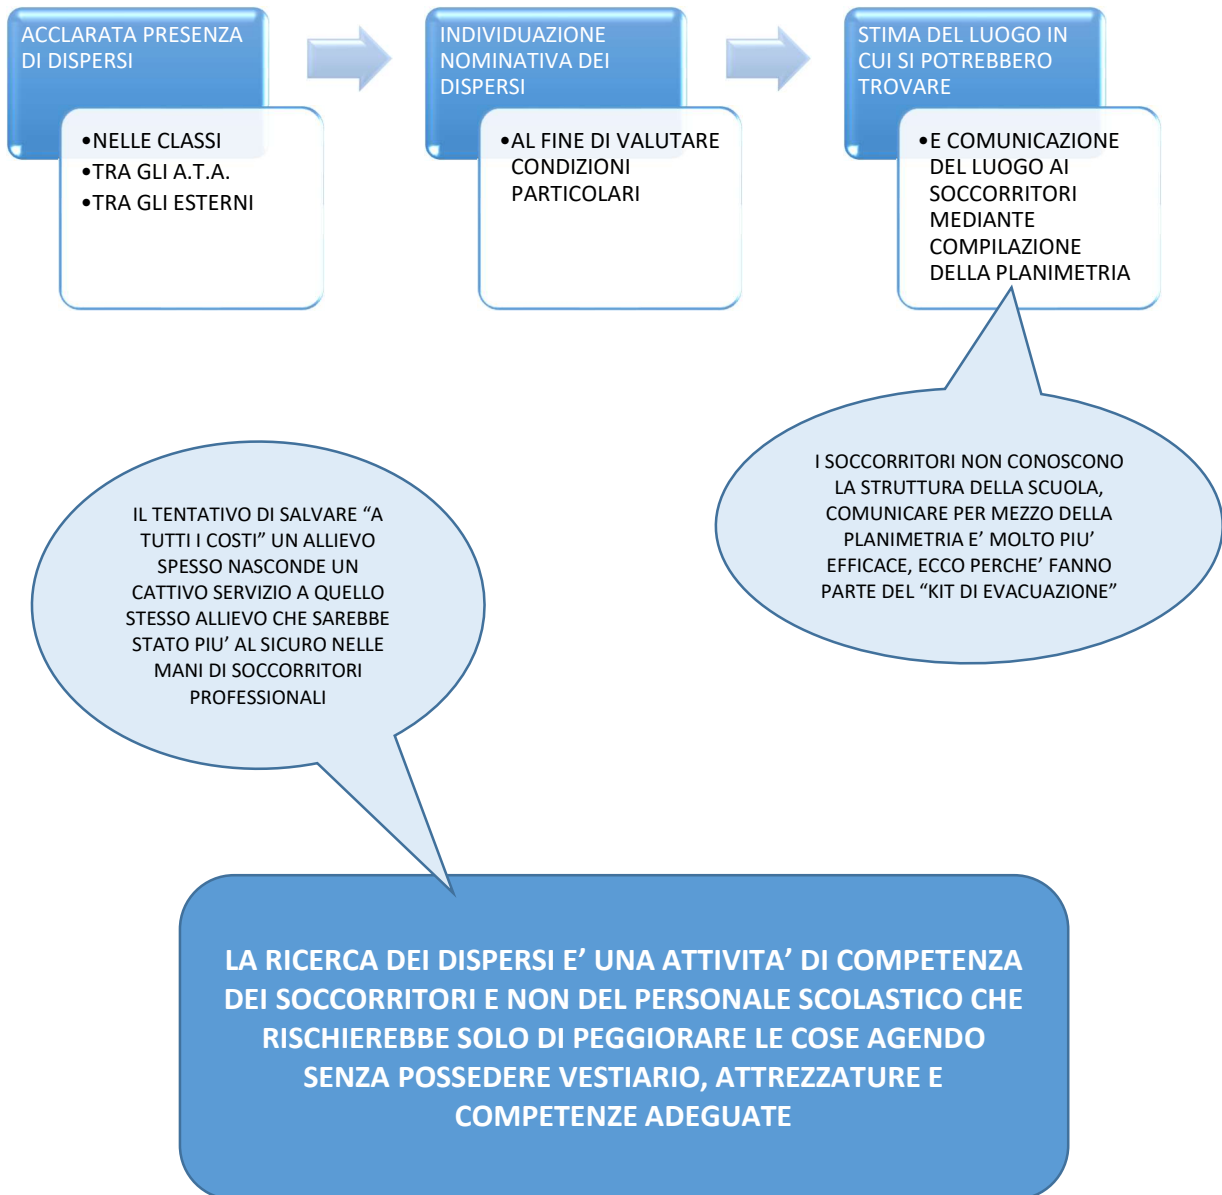 ACCLARATA PRESENZA
DI DISPERSI
•NELLE CLASSI
•TRA GLI A.T.A.
•TRA GLI ESTERNI
INDIVIDUAZIONE
NOMINATIVA DEI
DISPERSI
•AL FINE DI VALUTARE
CONDIZIONI
PARTICOLARI
STIMA DEL LUOGO IN
CUI SI POTREBBERO
TROVARE
•E COMUNICAZIONE
DEL LUOGO AI
SOCCORRITORI
MEDIANTE
COMPILAZIONE
DELLA PLANIMETRIA
I SOCCORRITORI NON CONOSCONO
LA STRUTTURA DELLA SCUOLA,
COMUNICARE PER MEZZO DELLA
PLANIMETRIA E’ MOLTO PIU’
EFFICACE, ECCO PERCHE’ FANNO
PARTE DEL “KIT DI EVACUAZIONE”
IL TENTATIVO DI SALVARE “A
TUTTI I COSTI” UN ALLIEVO
SPESSO NASCONDE UN
CATTIVO SERVIZIO A QUELLO
STESSO ALLIEVO CHE SAREBBE
STATO PIU’ AL SICURO NELLE
MANI DI SOCCORRITORI
PROFESSIONALI
LA RICERCA DEI DISPERSI E’ UNA ATTIVITA’ DI COMPETENZA
DEI SOCCORRITORI E NON DEL PERSONALE SCOLASTICO CHE
RISCHIEREBBE SOLO DI PEGGIORARE LE COSE AGENDO
SENZA POSSEDERE VESTIARIO, ATTREZZATURE E
COMPETENZE ADEGUATE